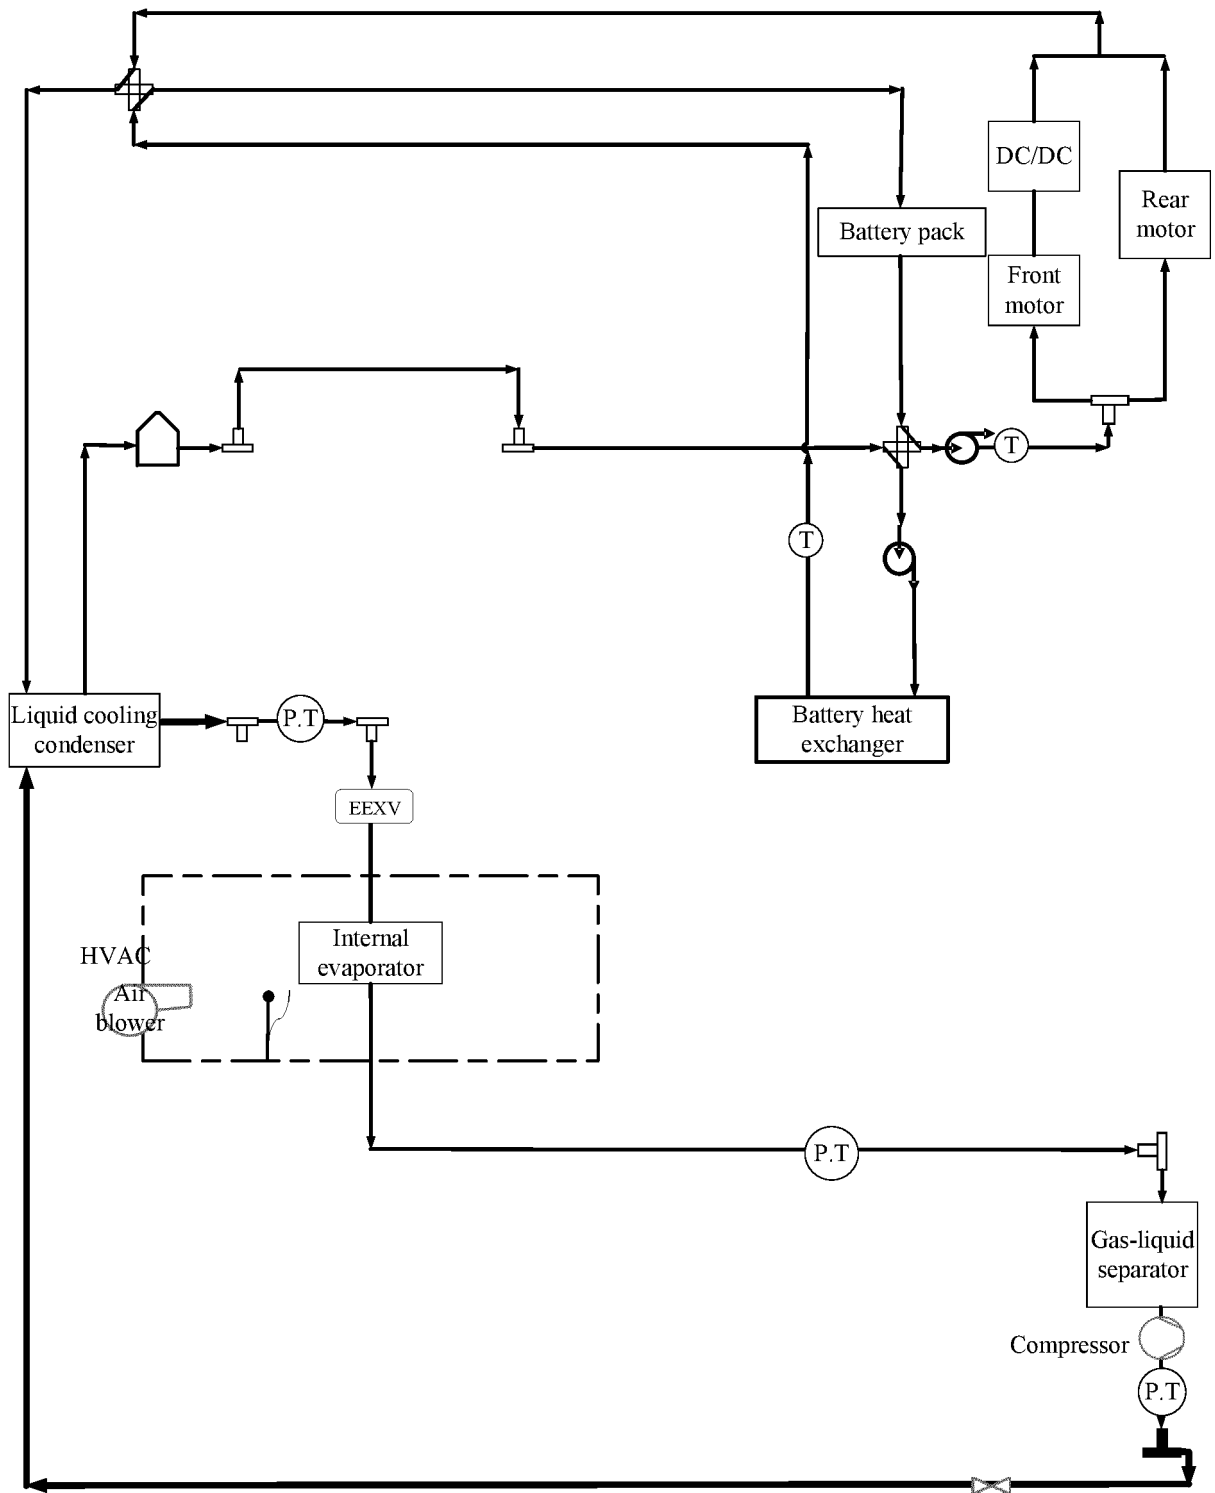 DC/DC
Rear
motor
Battery pack
Front
motor
T
T
Liquid cooling
condenser
P.T
Battery heat
exchanger
EEXV
HVAC
Internal
evaporator
Air
blower
P.T
Gas-liquid
separator
Compressor
P.T